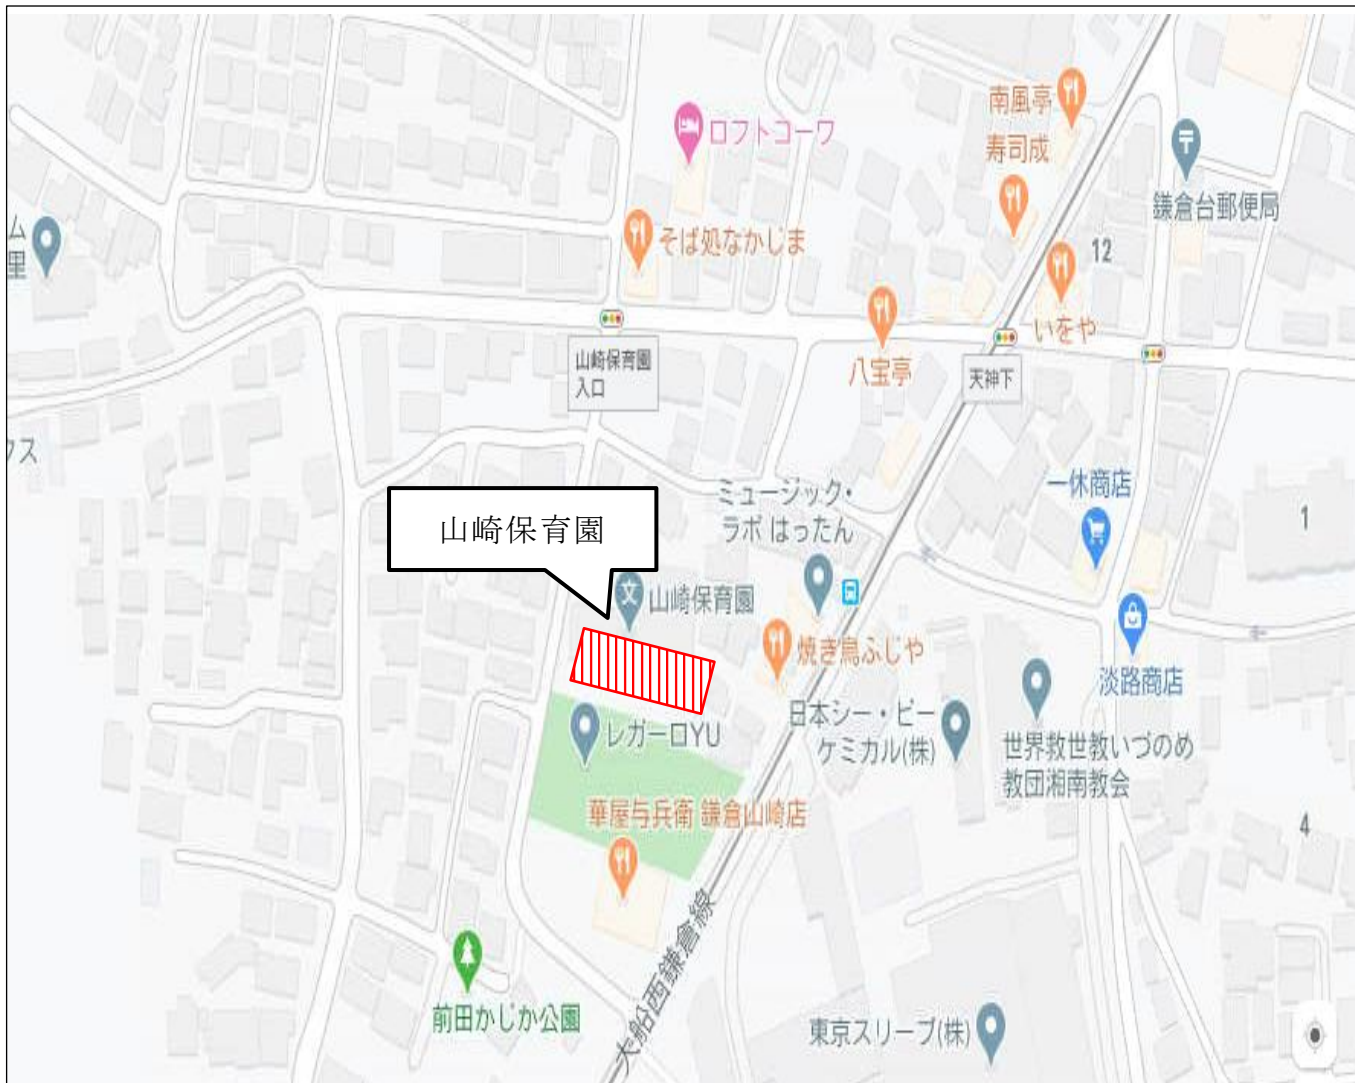 南風亭
ロフトコーワ
寿司成
鎌倉台郵便局
ム
里
そば処なかじま
12
いをや
山崎保育園
入口
八宝亭
天神下
クス
一休商店
ミュージック・
ラボ はったん
1
山崎保育園
山崎保育園
焼き鳥ふじや
淡路商店
レガーロYU
日本シー・ビー・
ケミカル(株)
世界救世教いづのめ
教団湘南教会
華屋与兵衛 鎌倉山崎店
4
大船西鎌倉線
前田かじか公園
東京スリーブ(株)